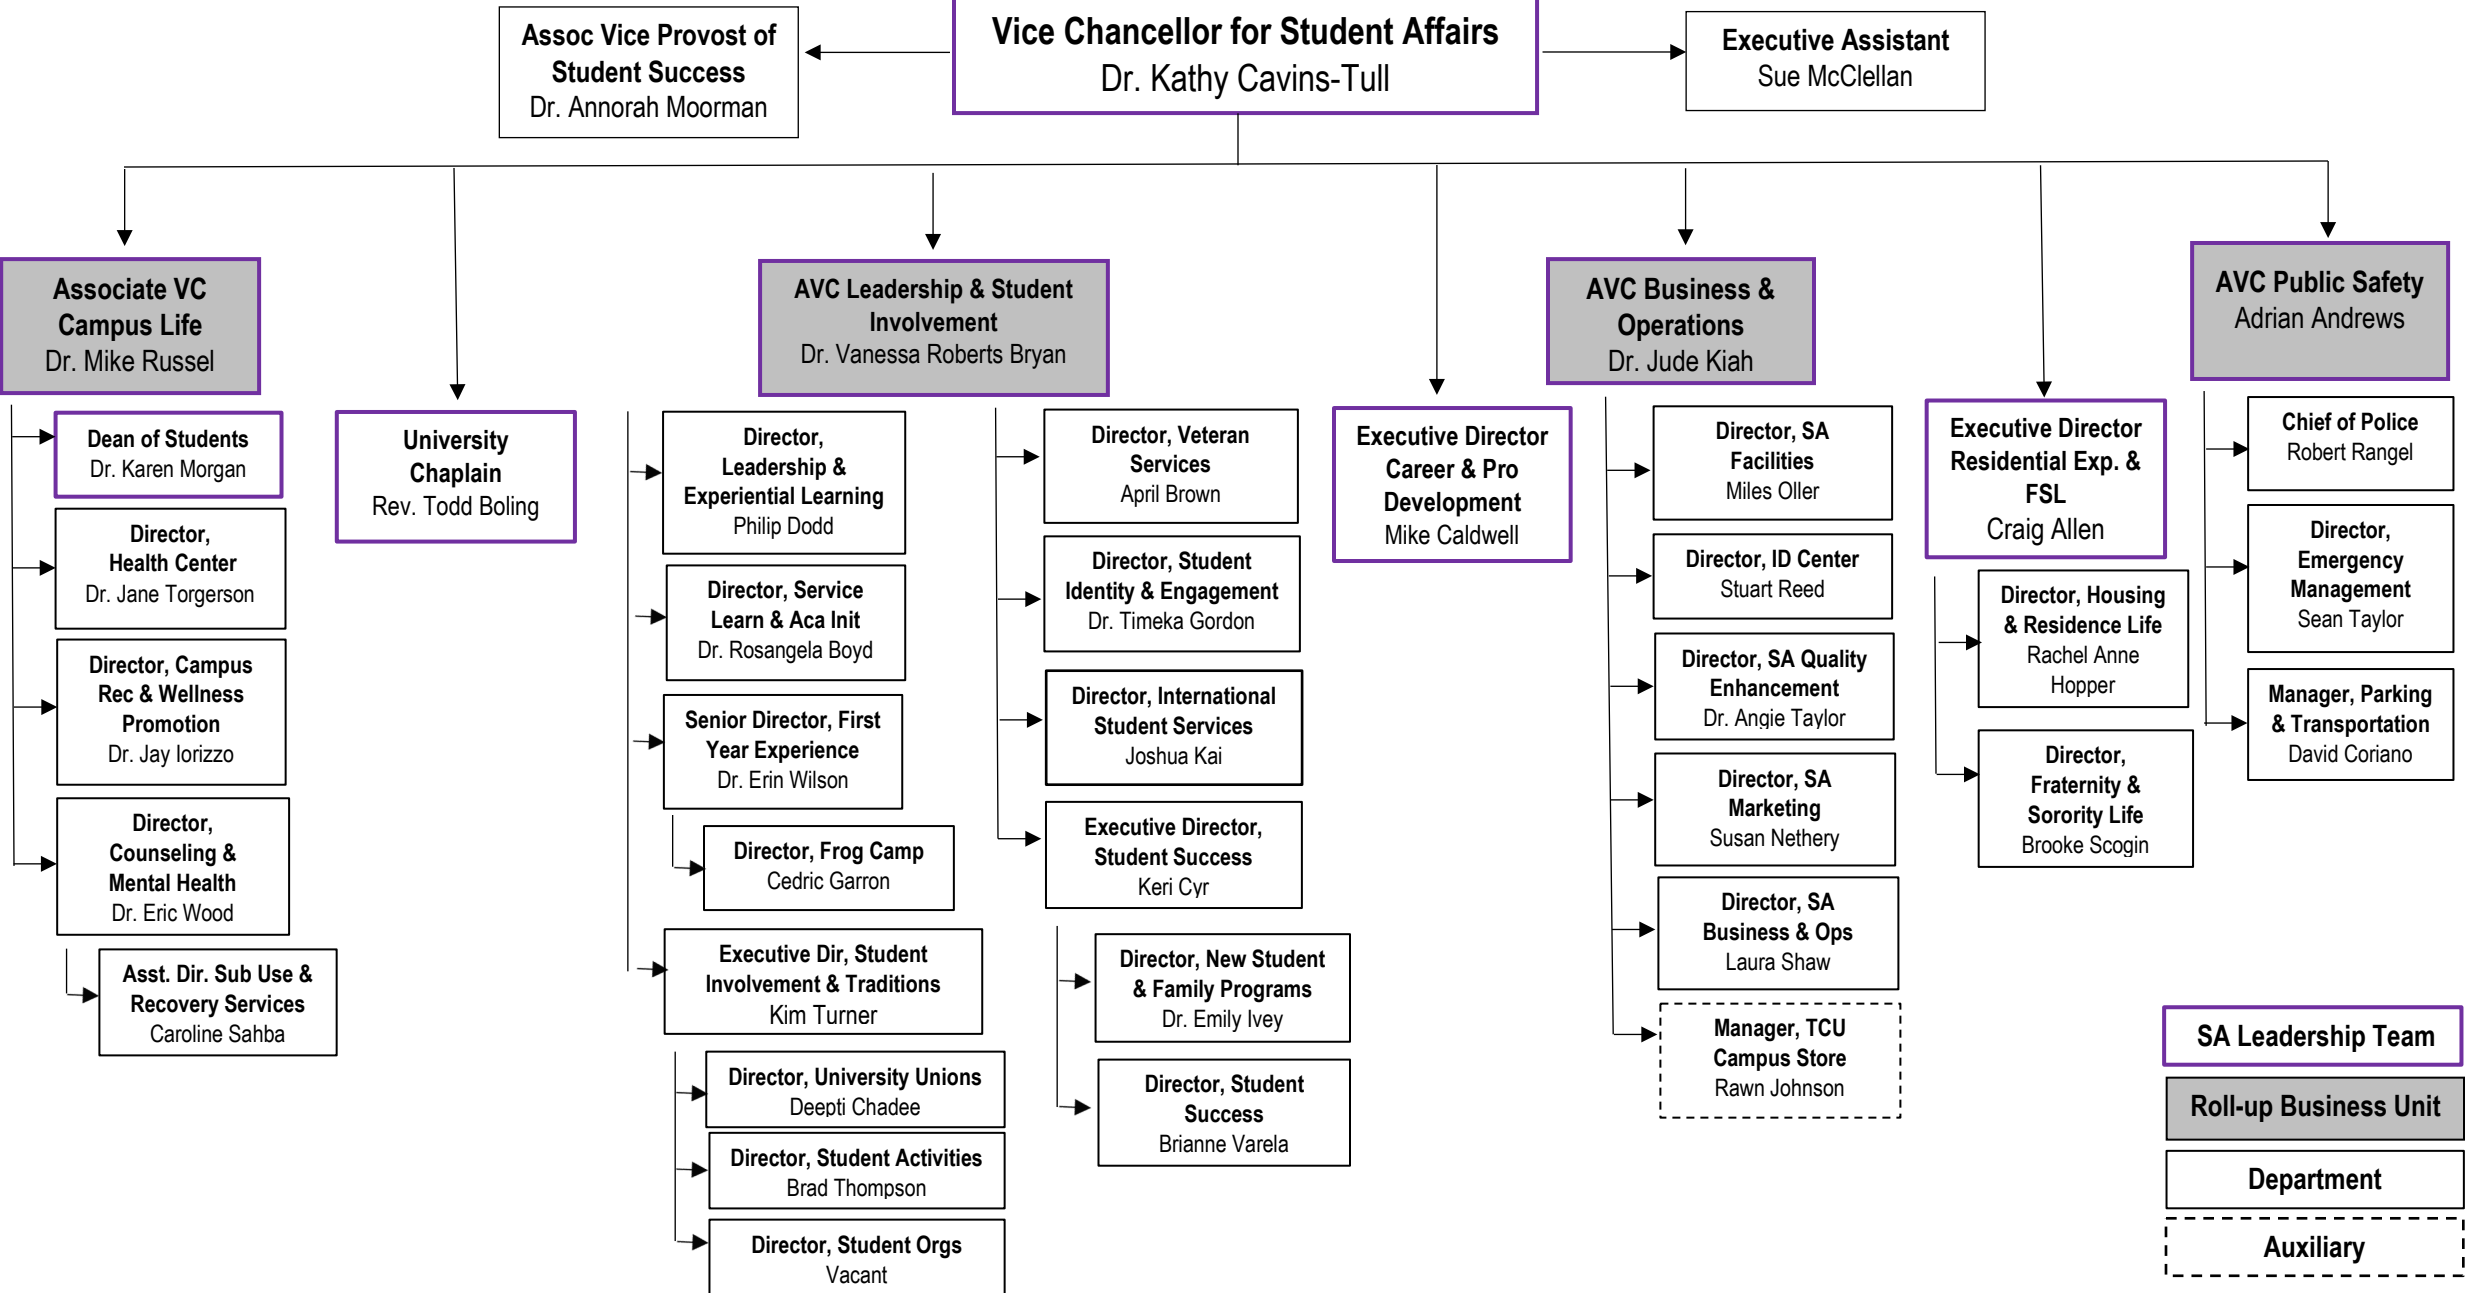 Vice Chancellor for Student Affairs
Dr. Kathy Cavins-Tull
Assoc Vice Provost of
Student Success
Dr. Annorah Moorman
Executive Assistant
Sue McClellan
Associate VC
Campus Life
Dr. Mike Russel
Dean of Students
Dr. Karen Morgan
Director,
Health Center
Dr. Jane Torgerson
Director, Campus
Rec & Wellness
Promotion
Dr. Jay Iorizzo
Director,
Counseling &
Mental Health
Dr. Eric Wood
Asst. Dir. Sub Use &
Recovery Services
Caroline Sahba
University
Chaplain
Rev. Todd Boling
AVC Leadership & Student
Involvement
Dr. Vanessa Roberts Bryan
Director,
Leadership &
Experiential Learning
Philip Dodd
Director, Service
Learn & Aca Init
Dr. Rosangela Boyd
Senior Director, First
Year Experience
Dr. Erin Wilson
Director, Frog Camp
Cedric Garron
Executive Dir, Student
Involvement & Traditions
Kim Turner
Director, University Unions
Deepti Chadee
Director, Student Activities
Brad Thompson
Director, Student Orgs
Vacant
Director, Veteran
Services
April Brown
Director, Student
Identity & Engagement
Dr. Timeka Gordon
Director, International
Student Services
Joshua Kai
Executive Director,
Student Success
Keri Cyr
Director, New Student
& Family Programs
Dr. Emily Ivey
Director, Student
Success
Brianne Varela
Executive Director
Career & Pro
Development
Mike Caldwell
AVC Business &
Operations
Dr. Jude Kiah
Director, SA
Facilities
Miles Oller
Director, ID Center
Stuart Reed
Director, SA Quality
Enhancement
Dr. Angie Taylor
Director, SA
Marketing
Susan Nethery
Director, SA
Business & Ops
Laura Shaw
Manager, TCU
Campus Store
Rawn Johnson
Executive Director
Residential Exp. &
FSL
Craig Allen
Director, Housing
& Residence Life
Rachel Anne
Hopper
Director,
Fraternity &
Sorority Life
Brooke Scogin
AVC Public Safety
Adrian Andrews
Chief of Police
Robert Rangel
Director,
Emergency
Management
Sean Taylor
Manager, Parking
& Transportation
David Coriano
SA Leadership Team
Roll-up Business Unit
Department
Auxiliary